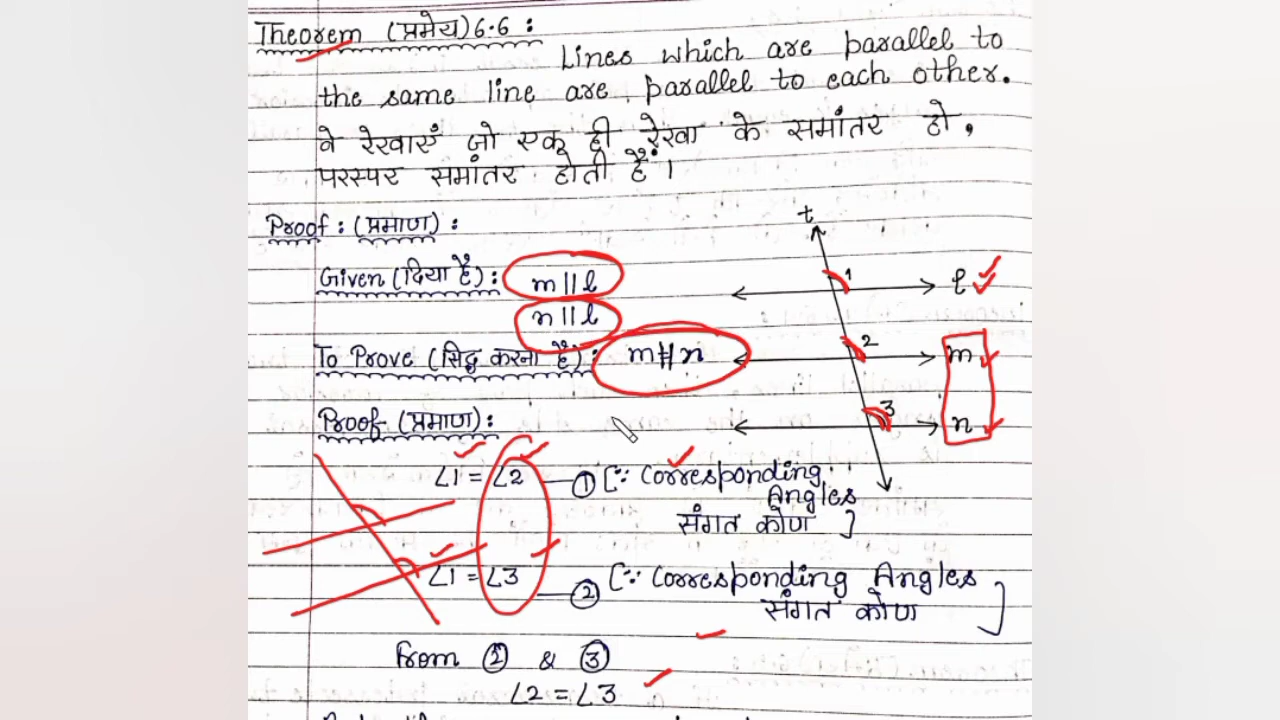 Theorem (प्रमेय) 6.6 :
Lines which are parallel to
the same line are parallel to each other.
वे रेखाएँ जो एक ही रेखा के समांतर हो,
परस्पर समांतर होती हैं।
Proof : (प्रमाण) :
t
Given (दिया है) : m || l
1
l
n || l
To Prove (सिद्ध करना है) : m || n
2
m
Proof (प्रमाण) :
3
n
∠1 = ∠2 — ① [∵ Corresponding
Angles
संगत कोण ]
∠1 = ∠3 — ② [∵ Corresponding Angles
संगत कोण ]
from ② & ③
∠2 = ∠3